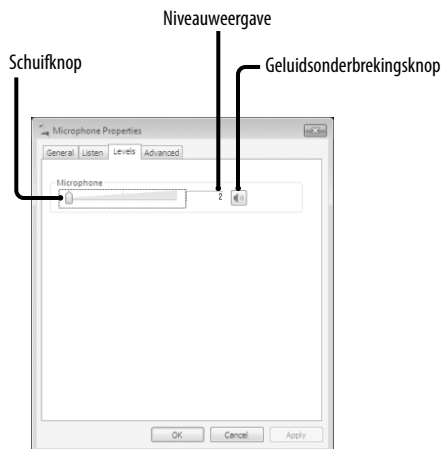 Niveauweergave
Schuifknop
Geluidsonderbrekingsknop
Microphone Properties
General Listen Levels Advanced
Microphone
2
OK Cancel Apply